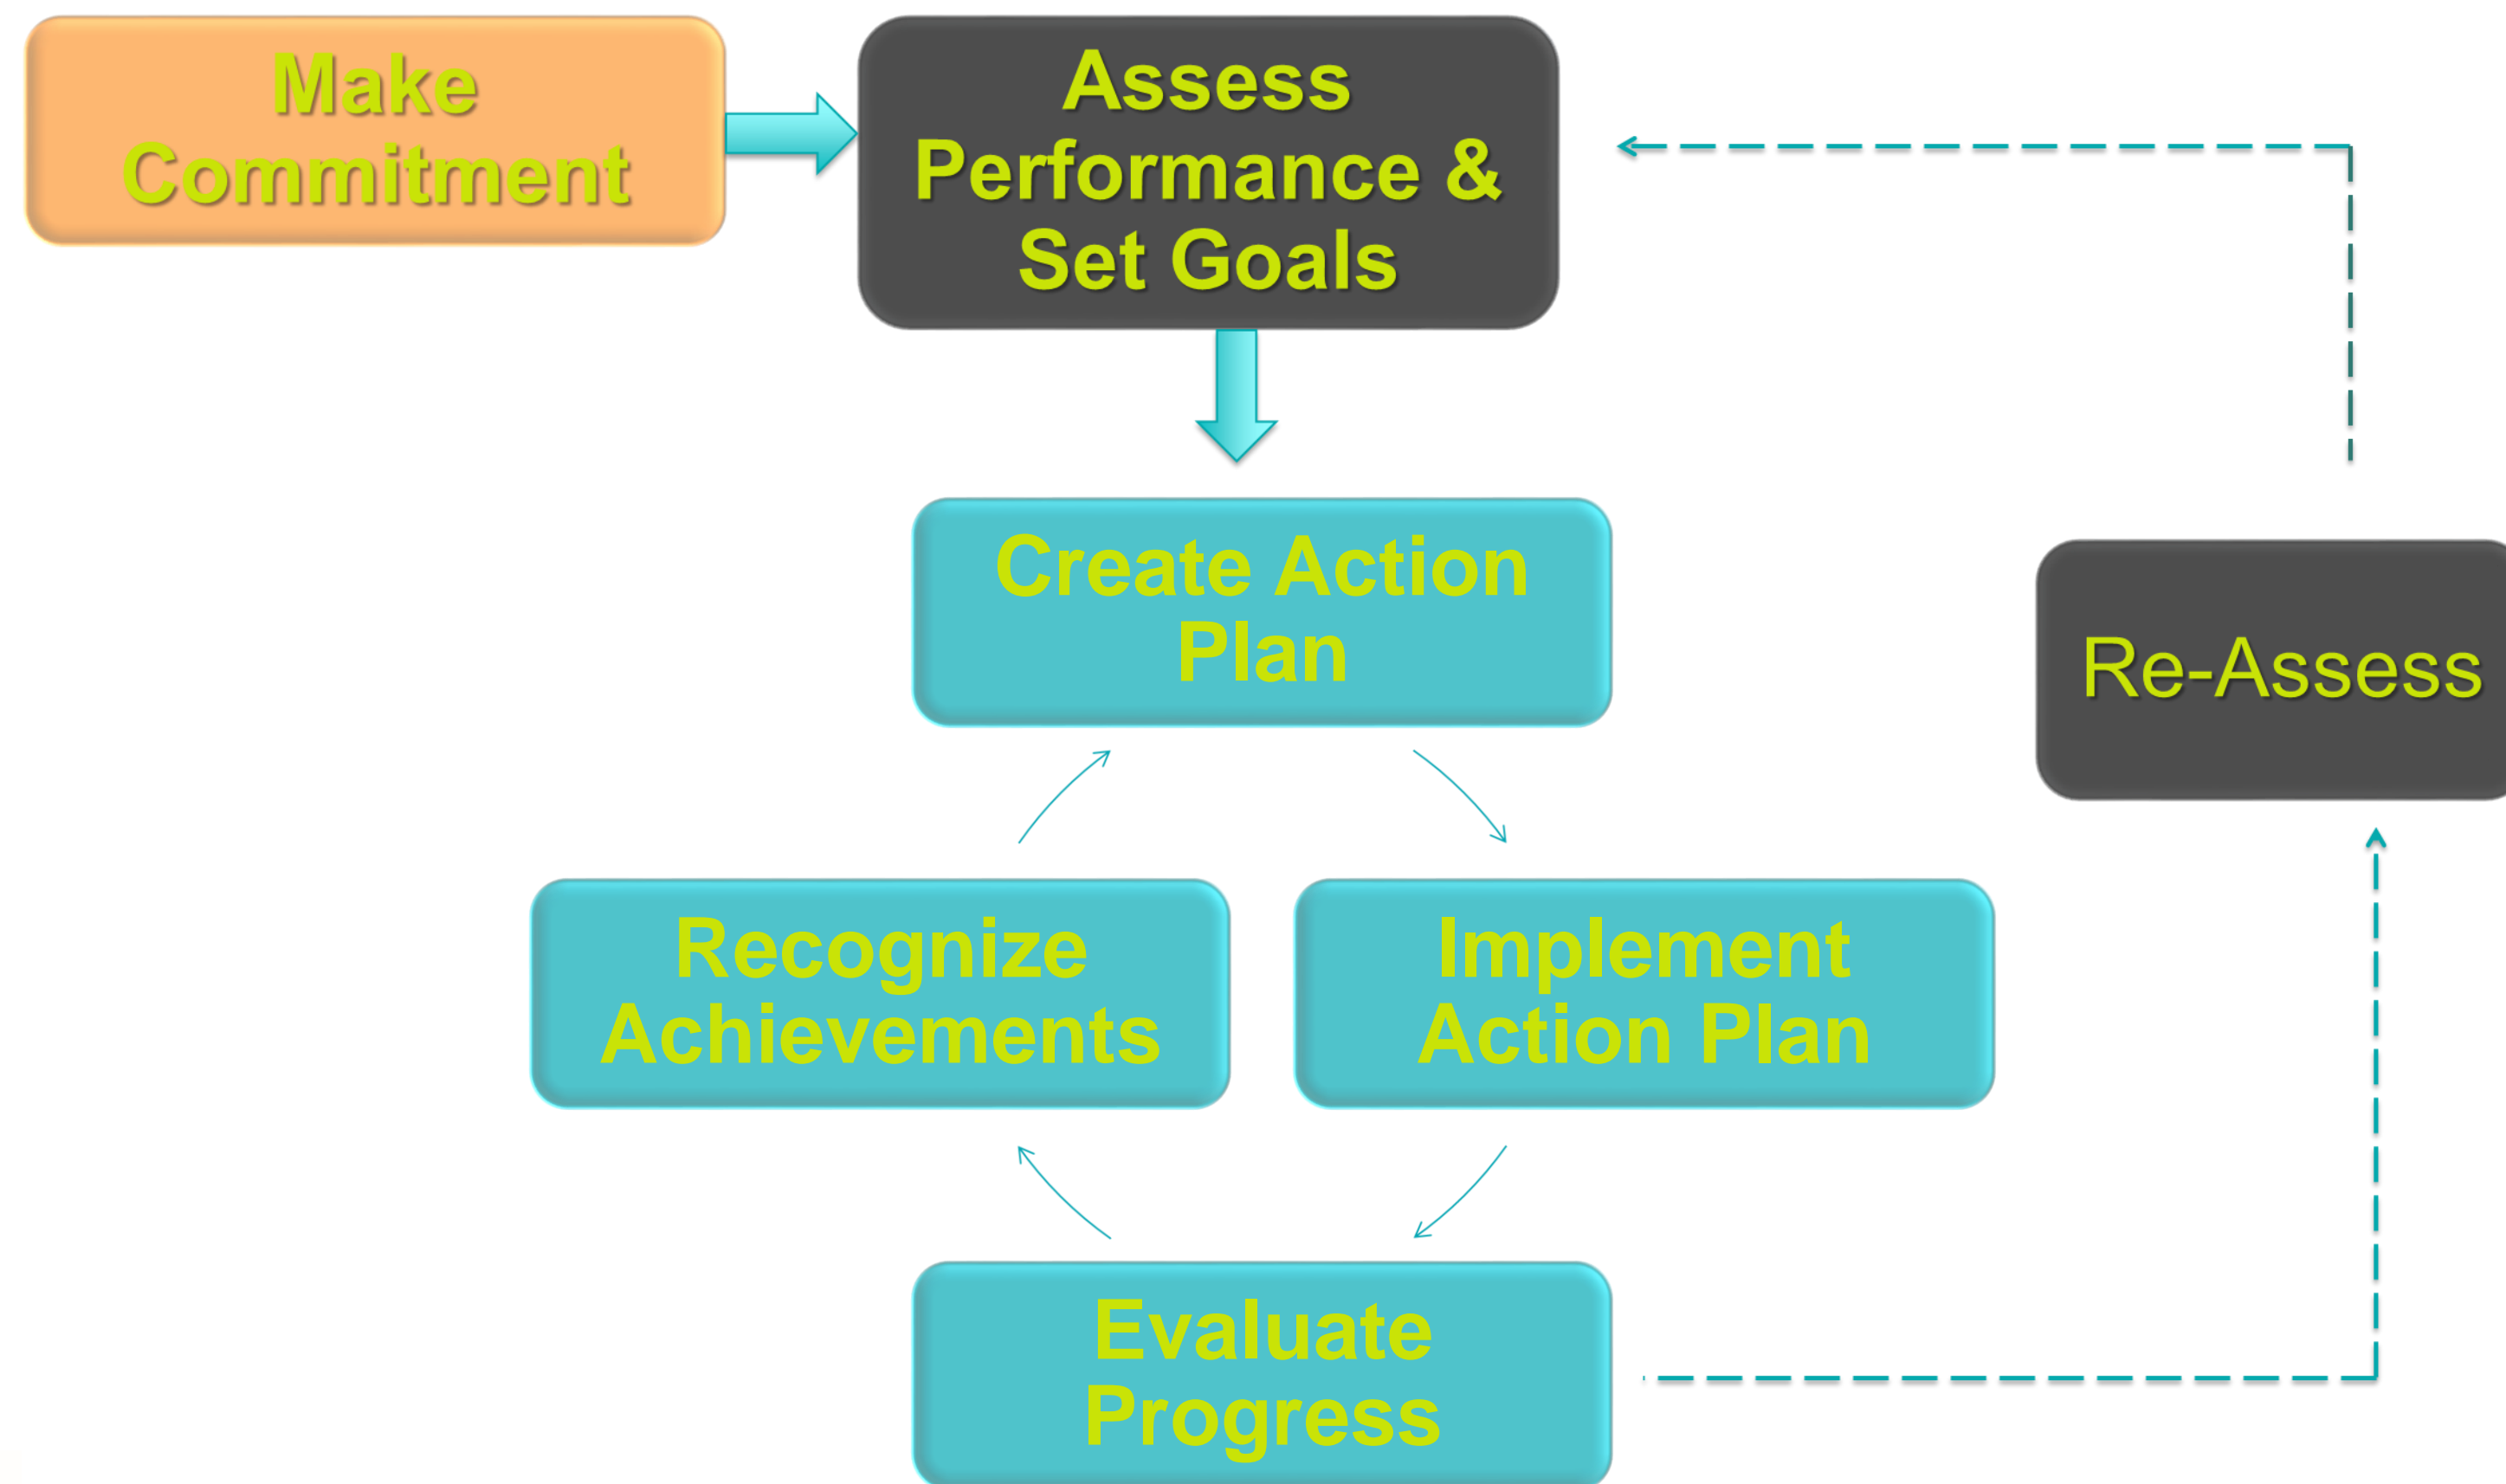 Make
Commitment
Assess
Performance &
Set Goals
Create Action
Plan
Re-Assess
Recognize
Achievements
Implement
Action Plan
Evaluate
Progress